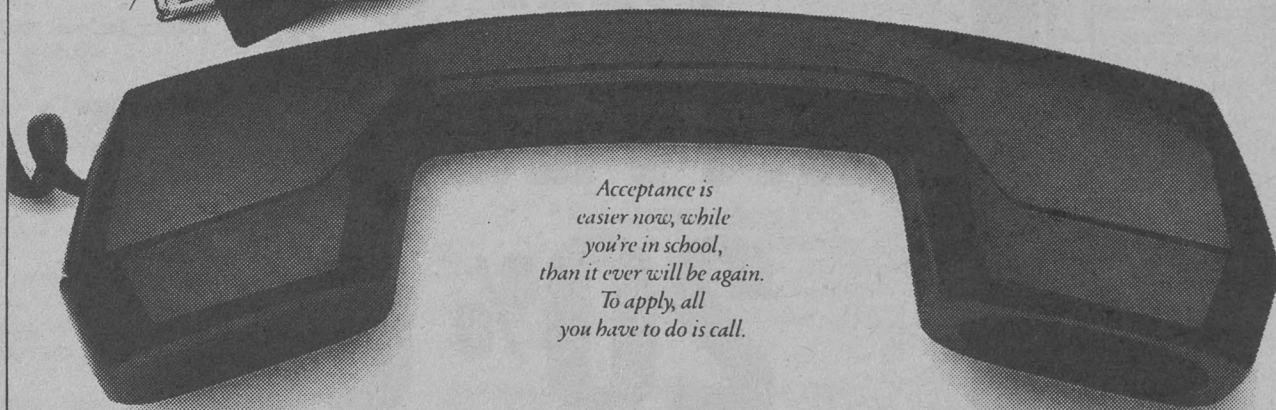 Acceptance is
easier now, while
you're in school,
than it ever will be again.
To apply, all
you have to do is call.